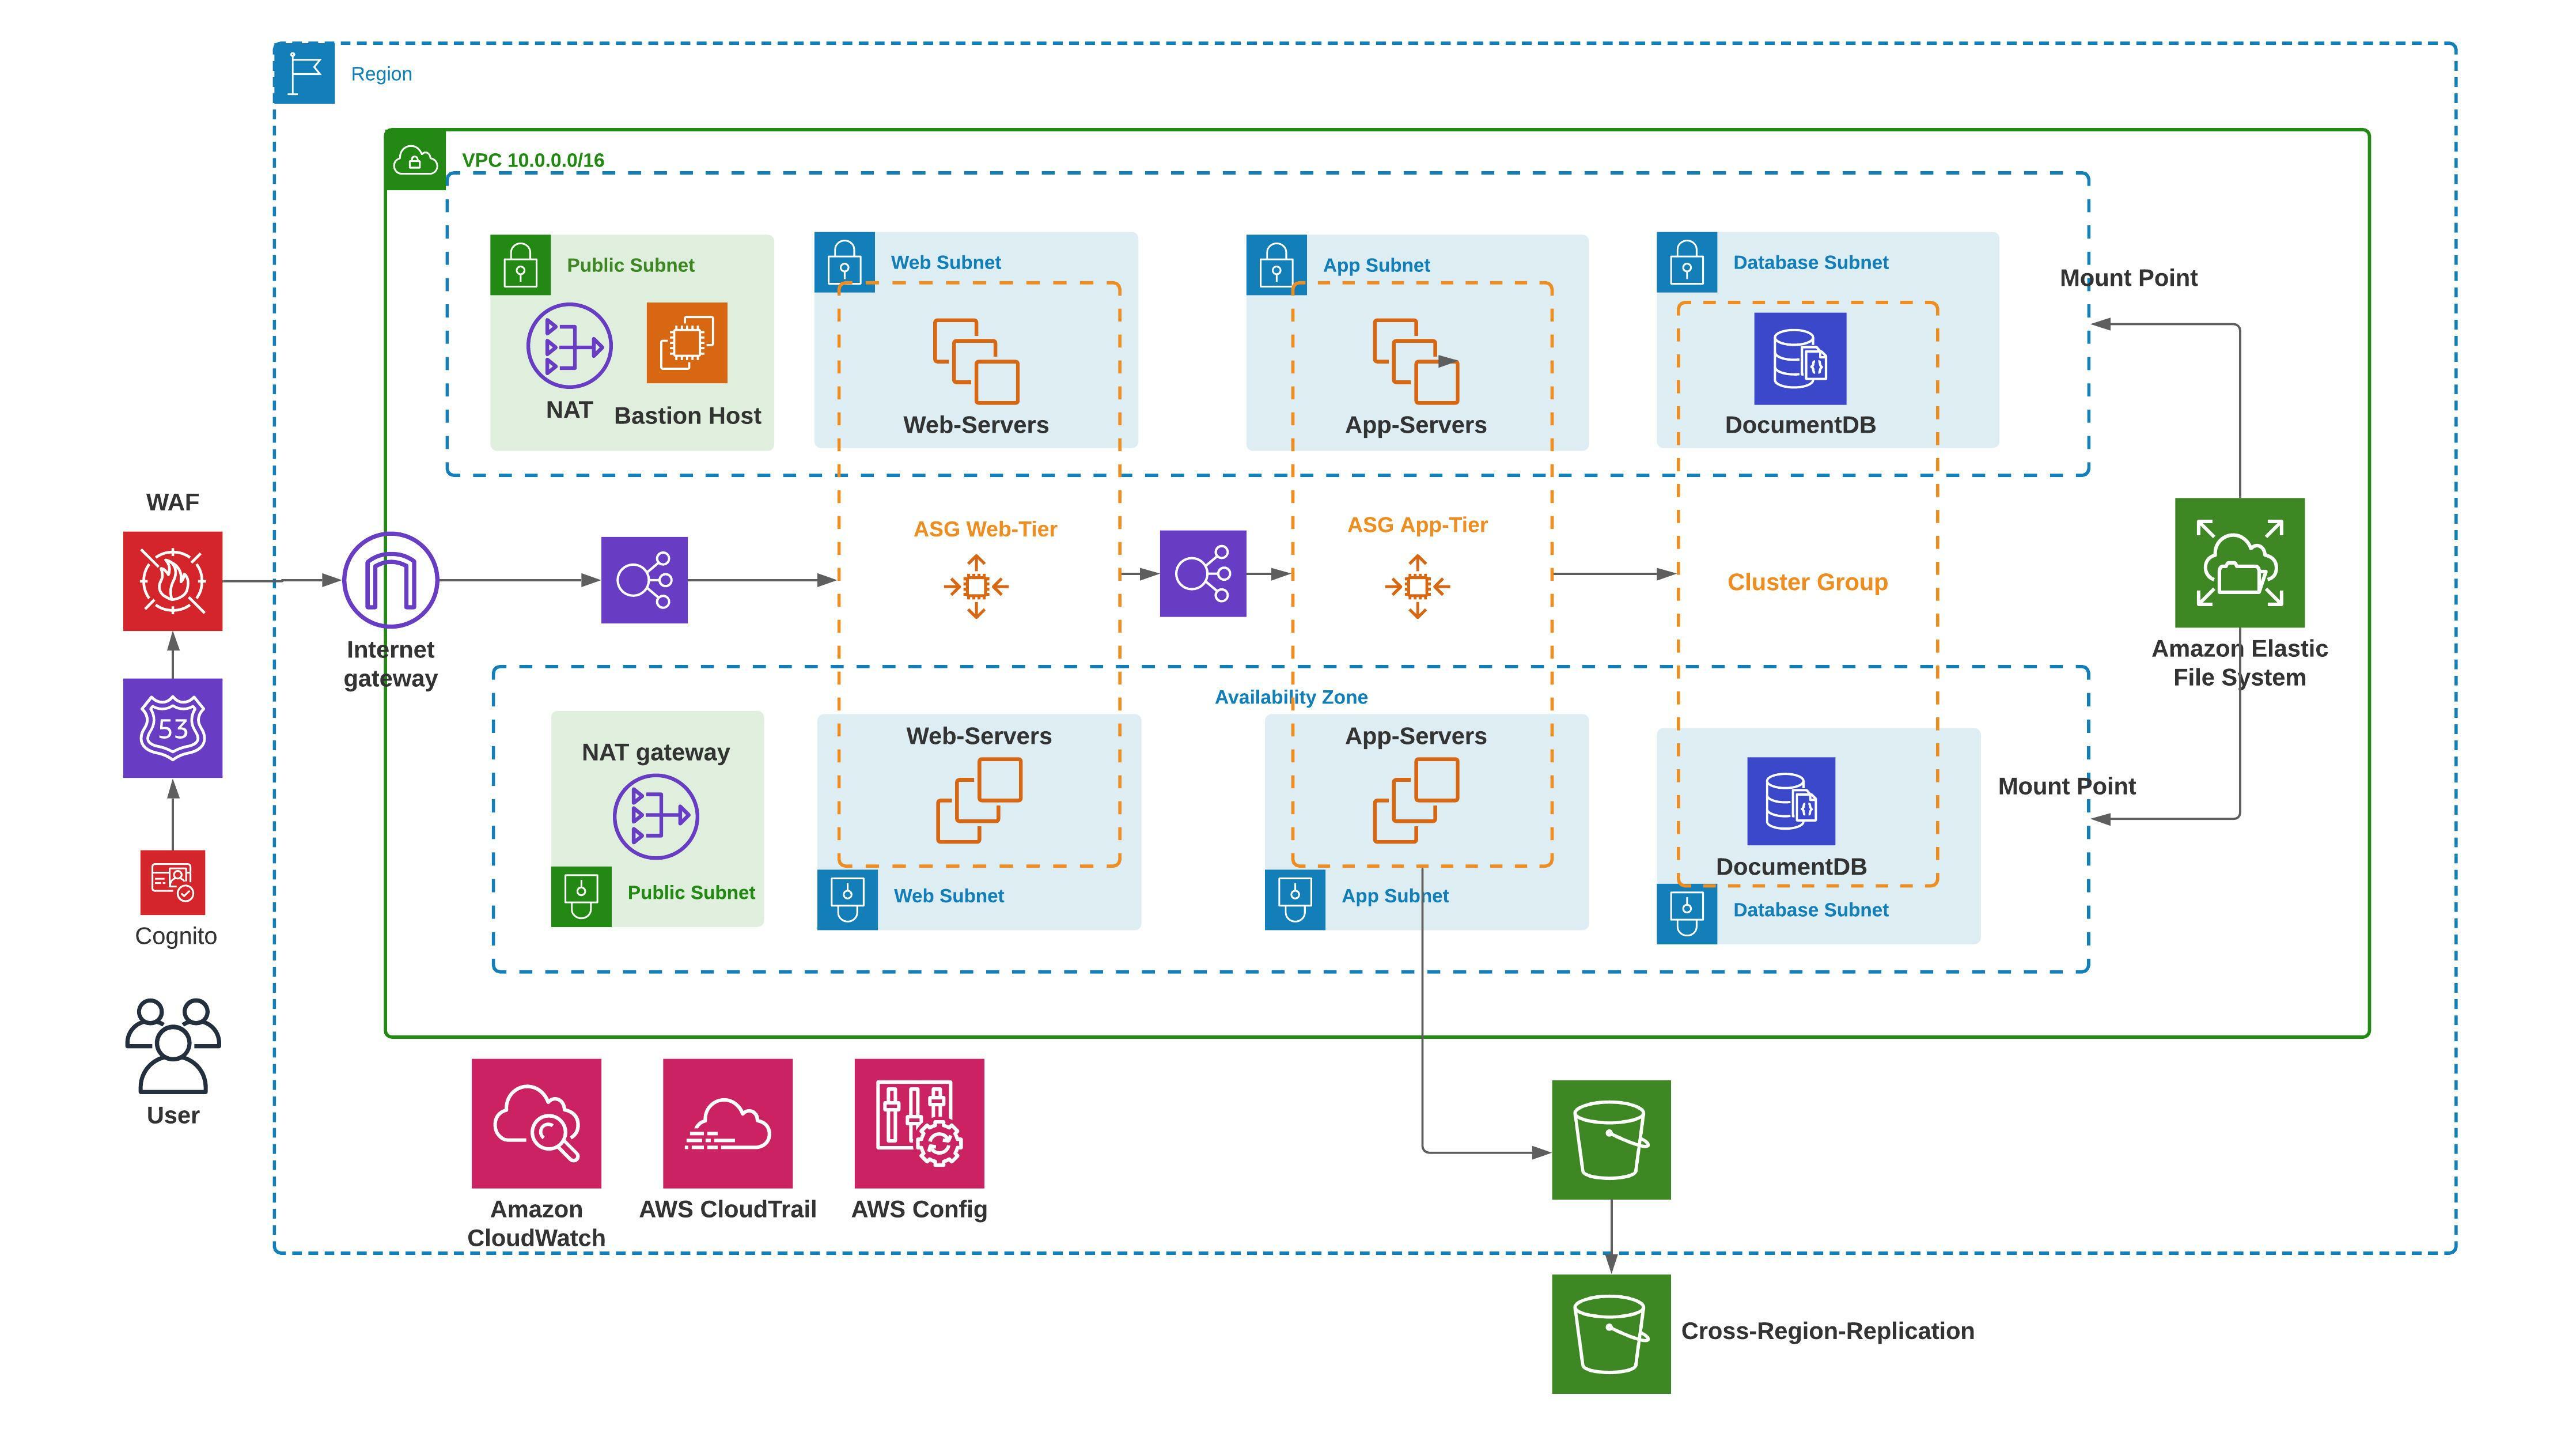 Region
VPC 10.0.0.0/16
Public Subnet
Web Subnet
App Subnet
Database Subnet
Mount Point
NAT
Bastion Host
Web-Servers
App-Servers
DocumentDB
WAF
ASG Web-Tier
ASG App-Tier
Cluster Group
Internet
gateway
Amazon Elastic
File System
Availability Zone
53
NAT gateway
Web-Servers
App-Servers
Mount Point
DocumentDB
Public Subnet
Web Subnet
App Subnet
Database Subnet
Cognito
User
Amazon
CloudWatch
AWS CloudTrail
AWS Config
Cross-Region-Replication